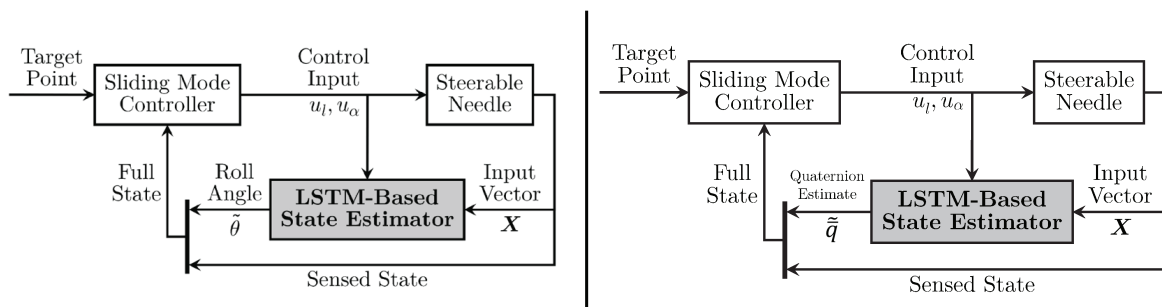 Target
Point
Sliding Mode
Controller
Control
Input
u_l, u_α
Steerable
Needle
Full
State
Roll
Angle
θ̃
LSTM-Based
State Estimator
Input
Vector
X
Sensed State
Target
Point
Sliding Mode
Controller
Control
Input
u_l, u_α
Steerable
Needle
Full
State
Quaternion
Estimate
q̄̃
LSTM-Based
State Estimator
Input
Vector
X
Sensed State